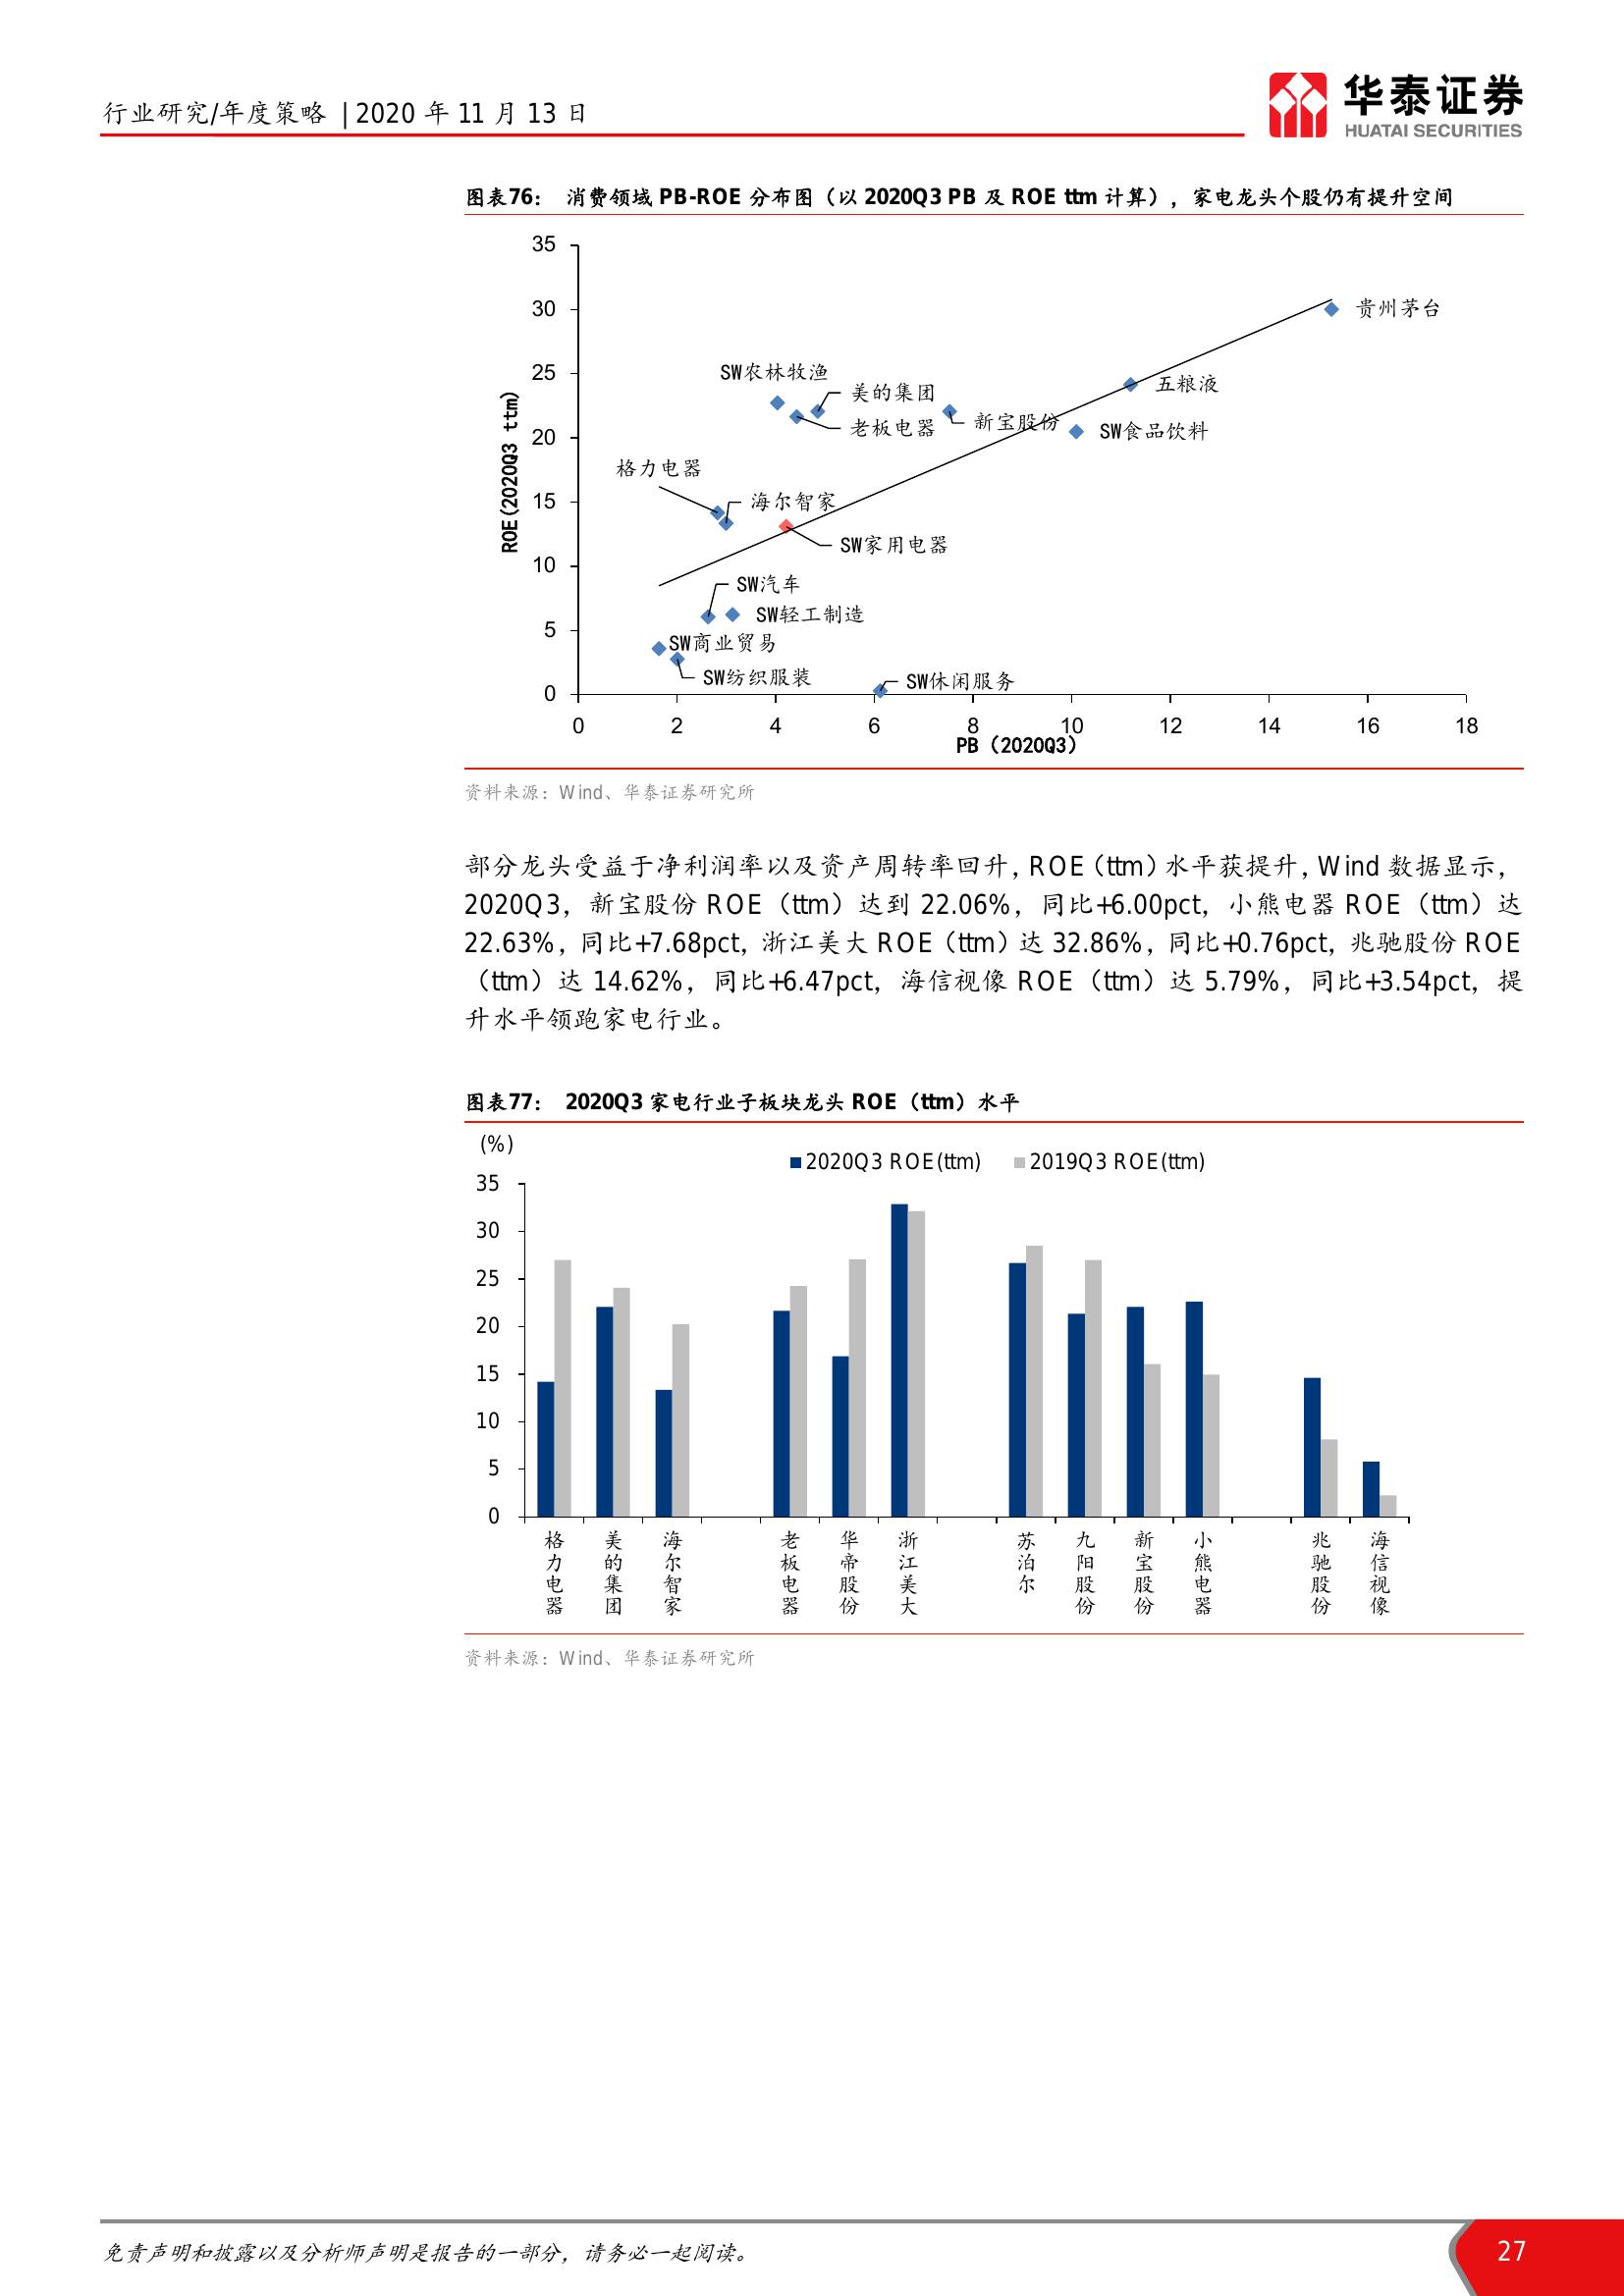 行业研究/年度策略 | 2020 年 11 月 13 日
华泰证券
HUATAI SECURITIES
图表76： 消费领域 PB-ROE 分布图（以 2020Q3 PB 及 ROE ttm 计算），家电龙头个股仍有提升空间
ROE(2020Q3 ttm)
35
30
25
20
15
10
5
0
贵州茅台
SW农林牧渔
美的集团
五粮液
老板电器
新宝股份
SW食品饮料
格力电器
海尔智家
SW家用电器
SW汽车
SW轻工制造
SW商业贸易
SW纺织服装
SW休闲服务
0 2 4 6 8 10 12 14 16 18
PB（2020Q3）
资料来源：Wind、华泰证券研究所
部分龙头受益于净利润率以及资产周转率回升，ROE（ttm）水平获提升，Wind 数据显示，
2020Q3，新宝股份 ROE（ttm）达到 22.06%，同比+6.00pct，小熊电器 ROE（ttm）达
22.63%，同比+7.68pct，浙江美大 ROE（ttm）达 32.86%，同比+0.76pct，兆驰股份 ROE
（ttm）达 14.62%，同比+6.47pct，海信视像 ROE（ttm）达 5.79%，同比+3.54pct，提
升水平领跑家电行业。
图表77： 2020Q3 家电行业子板块龙头 ROE（ttm）水平
(%)
2020Q3 ROE(ttm) 2019Q3 ROE(ttm)
35
30
25
20
15
10
5
0
格力电器
美的集团
海尔智家
老板电器
华帝股份
浙江美大
苏泊尔
九阳股份
新宝股份
小熊电器
兆驰股份
海信视像
资料来源：Wind、华泰证券研究所
免责声明和披露以及分析师声明是报告的一部分，请务必一起阅读。
27